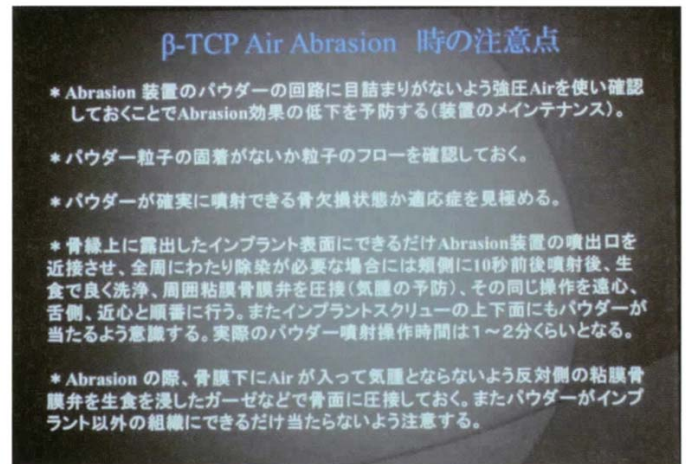 β-TCP Air Abrasion 時の注意点
* Abrasion 装置のパウダーの回路に目詰まりがないよう強圧Airを使い確認
しておくことでAbrasion効果の低下を予防する(装置のメインテナンス)。
* パウダー粒子の固着がないか粒子のフローを確認しておく。
* パウダーが確実に噴射できる骨欠損状態か適応症を見極める。
* 骨縁上に露出したインプラント表面にできるだけAbrasion装置の噴出口を
近接させ、全周にわたり除染が必要な場合には頬側に10秒前後噴射後、生
食で良く洗浄、周囲粘膜骨膜弁を圧接(気腫の予防)、その同じ操作を遠心、
舌側、近心と順番に行う。またインプラントスクリューの上下面にもパウダーが
当たるよう意識する。実際のパウダー噴射操作時間は1~2分くらいとなる。
* Abrasion の際、骨膜下にAir が入って気腫とならないよう反対側の粘膜骨
膜弁を生食を浸したガーゼなどで骨面に圧接しておく。またパウダーがインプ
ラント以外の組織にできるだけ当たらないよう注意する。